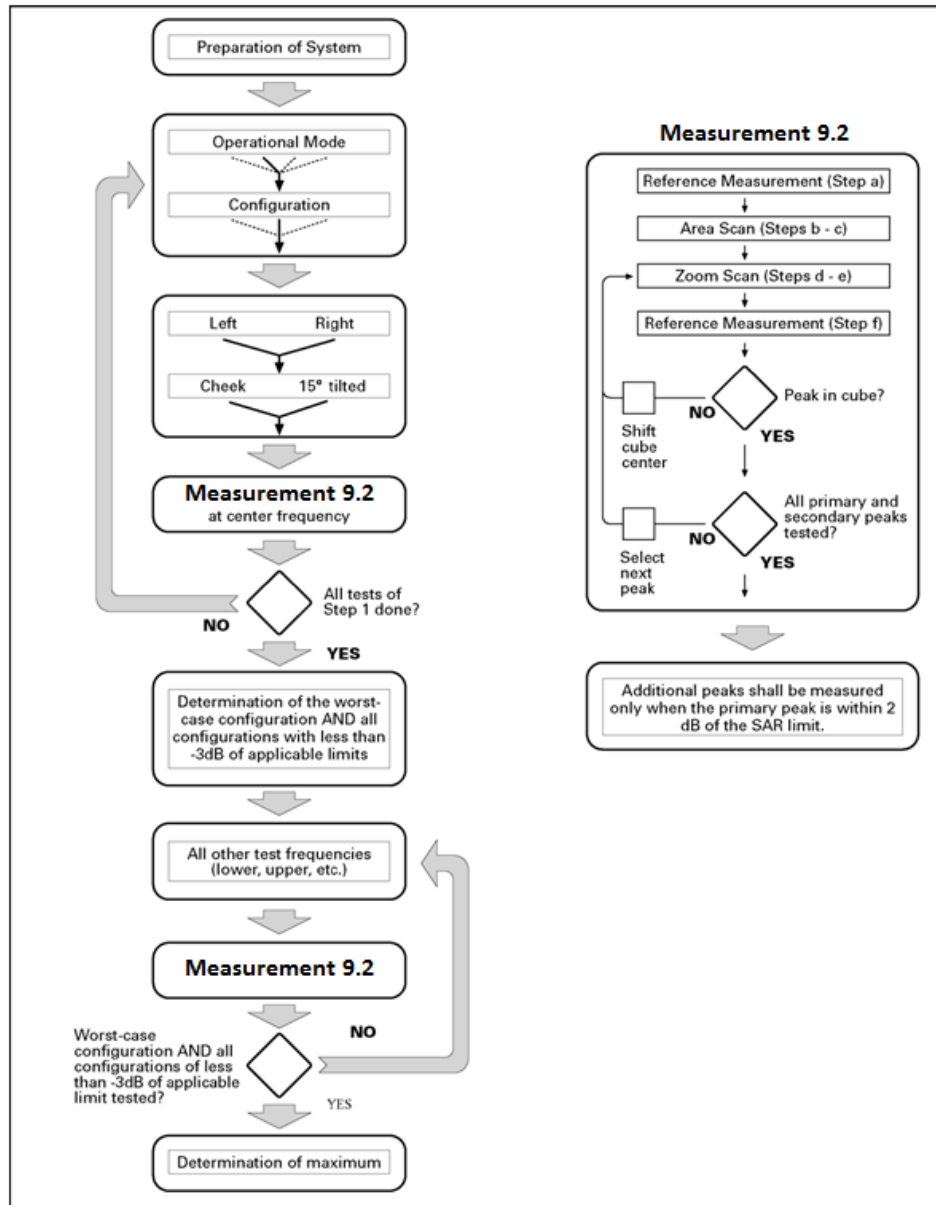 Preparation of System
Operational Mode
Configuration
Left Right
Cheek 15° tilted
Measurement 9.2
at center frequency
All tests of
Step 1 done?
NO
YES
Determination of the worst-
case configuration AND all
configurations with less than
-3dB of applicable limits
All other test frequencies
(lower, upper, etc.)
Measurement 9.2
NO
Worst-case
configuration AND all
configurations of less
than -3dB of applicable
limit tested?
YES
Determination of maximum
Measurement 9.2
Reference Measurement (Step a)
Area Scan (Steps b - c)
Zoom Scan (Steps d - e)
Reference Measurement (Step f)
Peak in cube?
NO
YES
Shift
cube
center
All primary and
secondary peaks
tested?
NO
YES
Select
next
peak
Additional peaks shall be measured
only when the primary peak is within 2
dB of the SAR limit.